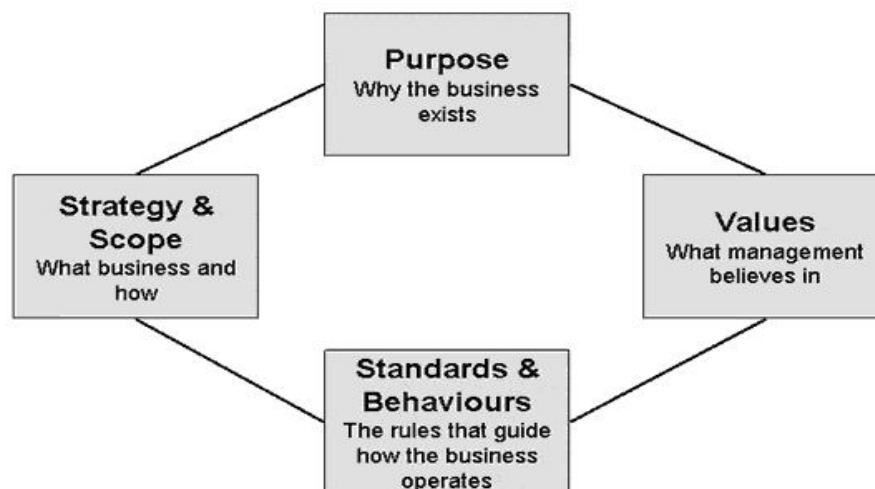 Purpose
Why the business
exists
Strategy &
Scope
What business and
how
Values
What management
believes in
Standards &
Behaviours
The rules that guide
how the business
operates